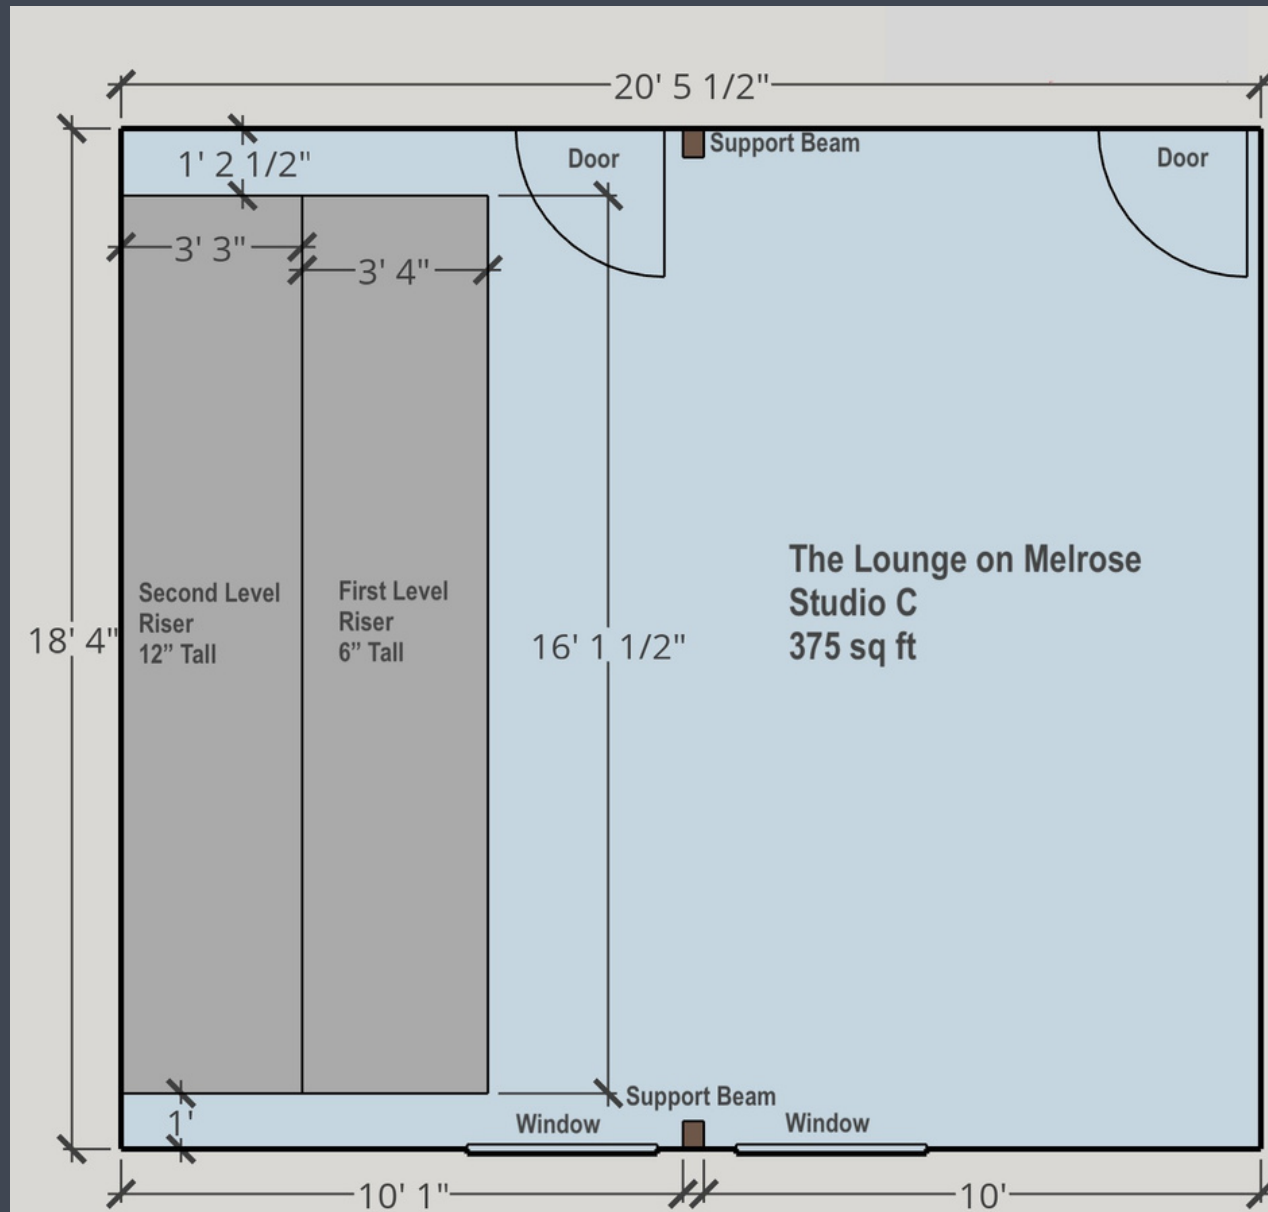 20' 5 1/2"
Support Beam
Door
Door
1' 2 1/2"
3' 3"
3' 4"
The Lounge on Melrose
Studio C
375 sq ft
Second Level
Riser
12” Tall
First Level
Riser
6” Tall
18' 4"
16' 1 1/2"
Support Beam
1'
Window
Window
10' 1"
10'